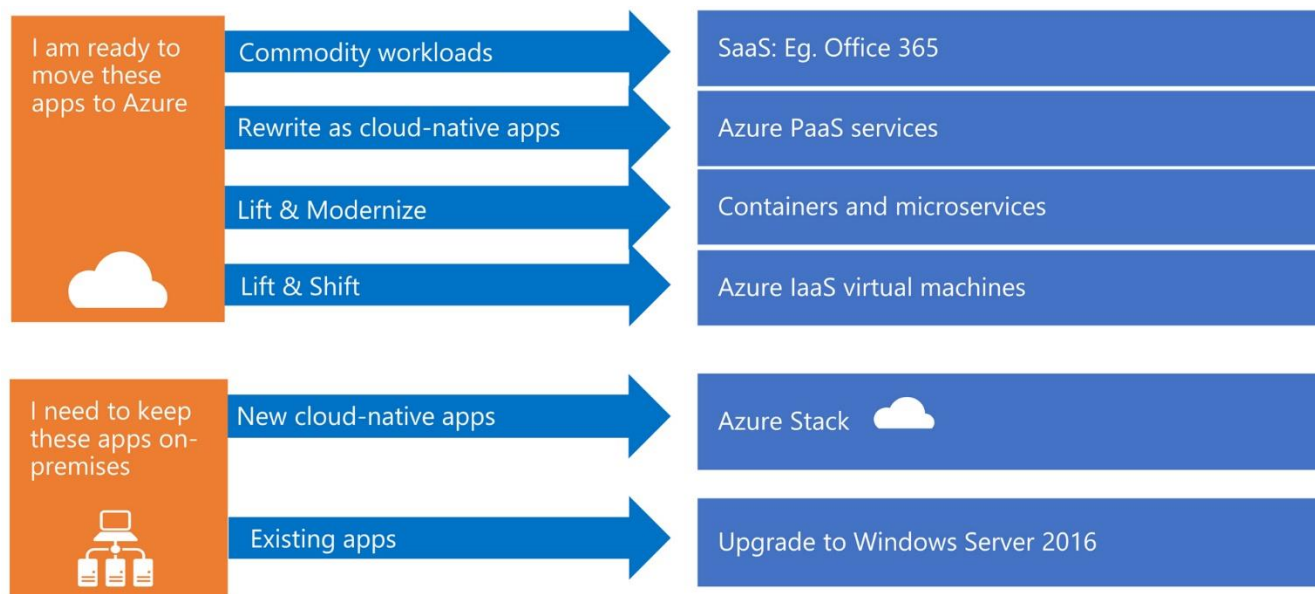 I am ready to
move these
apps to Azure
Commodity workloads
SaaS: Eg. Office 365
Rewrite as cloud-native apps
Azure PaaS services
Lift & Modernize
Containers and microservices
Lift & Shift
Azure IaaS virtual machines
I need to keep
these apps on-
premises
New cloud-native apps
Azure Stack
Existing apps
Upgrade to Windows Server 2016